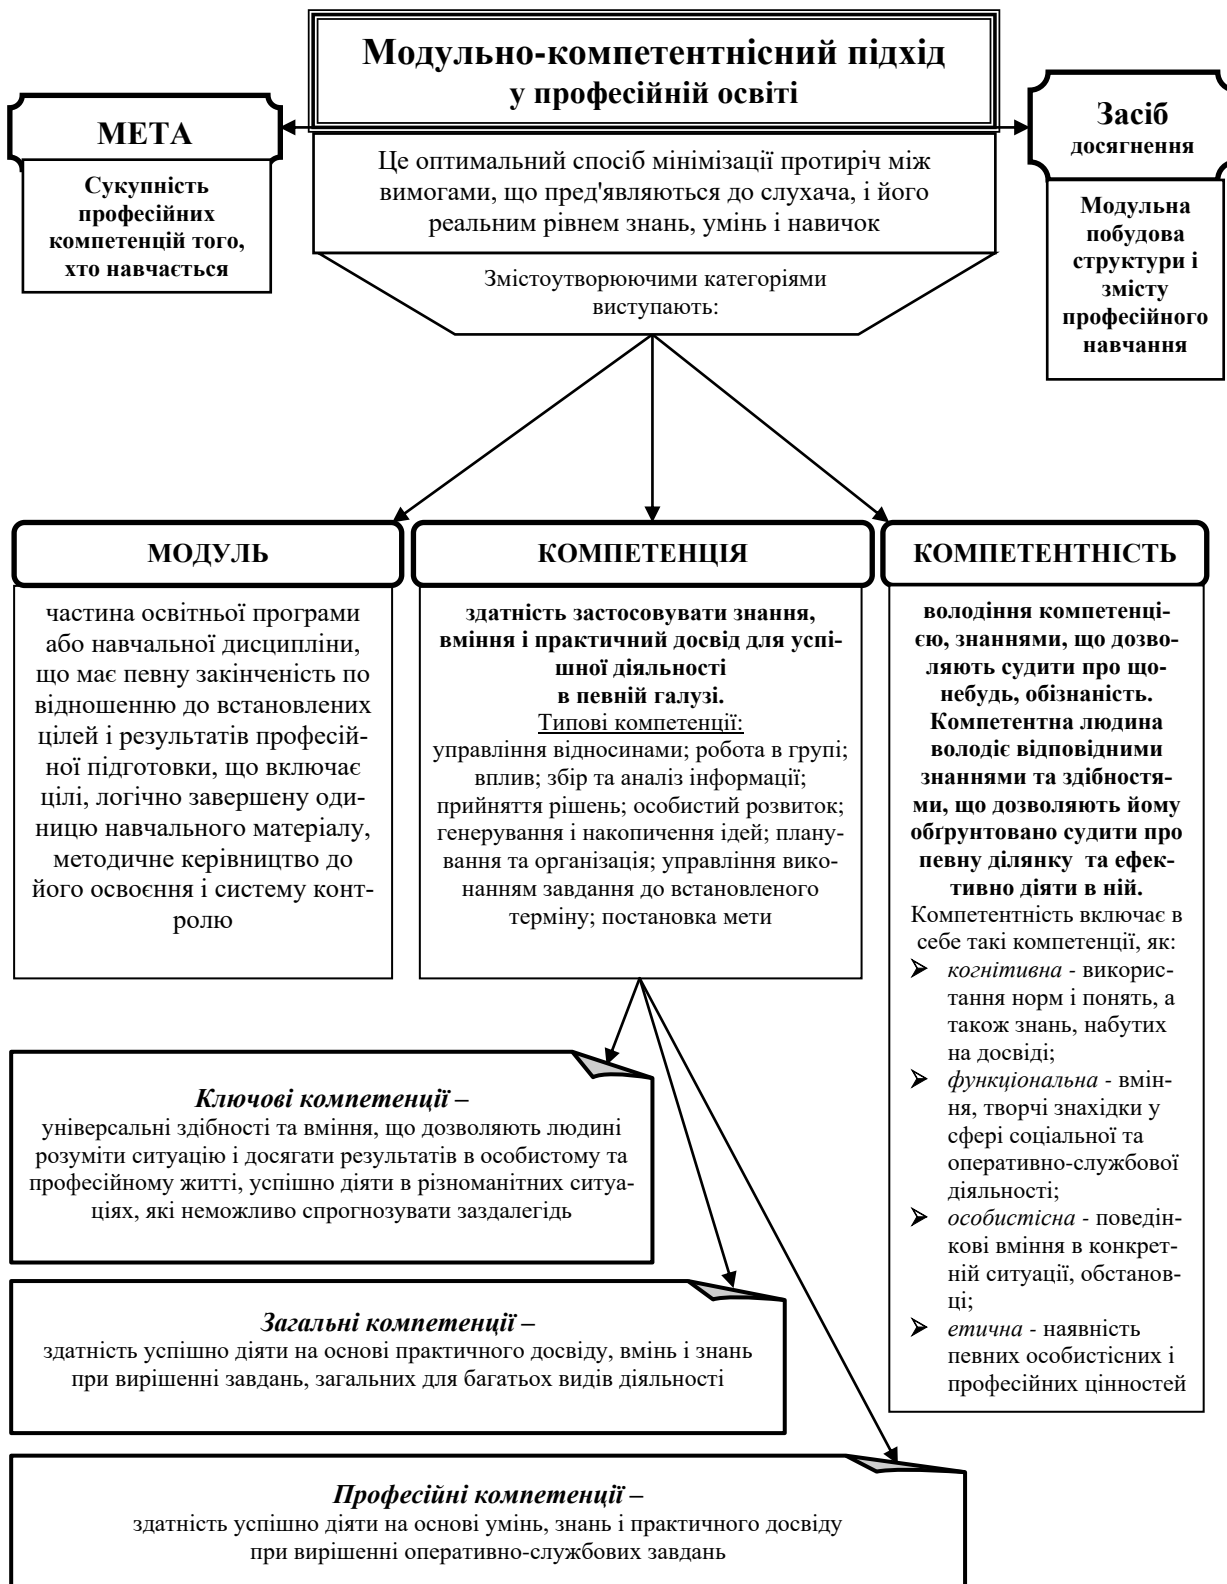 Модульно-компетентнісний підхід
у професійній освіті
МЕТА
Сукупність
професійних
компетенцій того,
хто навчається
Це оптимальний спосіб мінімізації протиріч між
вимогами, що пред'являються до слухача, і його
реальним рівнем знань, умінь і навичок
Змістоутворюючими категоріями
виступають:
Засіб
досягнення
Модульна
побудова
структури і
змісту
професійного
навчання
МОДУЛЬ
частина освітньої програми
або навчальної дисципліни,
що має певну закінченість по
відношенню до встановлених
цілей і результатів професій-
ної підготовки, що включає
цілі, логічно завершену оди-
ницю навчального матеріалу,
методичне керівництво до
його освоєння і систему конт-
ролю
КОМПЕТЕНЦІЯ
здатність застосовувати знання,
вміння і практичний досвід для успі-
шної діяльності
в певній галузі.
Типові компетенції:
управління відносинами; робота в групі;
вплив; збір та аналіз інформації;
прийняття рішень; особистий розвиток;
генерування і накопичення ідей; плану-
вання та організація; управління вико-
нанням завдання до встановленого
терміну; постановка мети
КОМПЕТЕНТНІСТЬ
володіння компетенці-
єю, знаннями, що дозво-
ляють судити про що-
небудь, обізнаність.
Компетентна людина
володіє відповідними
знаннями та здібностя-
ми, що дозволяють йому
обґрунтовано судити про
певну ділянку та ефек-
тивно діяти в ній.
Компетентність включає в
себе такі компетенції, як:
➢ когнітивна - викорис-
тання норм і понять, а
також знань, набутих
на досвіді;
➢ функціональна - вмін-
ня, творчі знахідки у
сфері соціальної та
оперативно-службової
діяльності;
➢ особистісна - поведін-
кові вміння в конкрет-
ній ситуації, обстанов-
ці;
➢ етична - наявність
певних особистісних і
професійних цінностей
Ключові компетенції –
універсальні здібності та вміння, що дозволяють людині
розуміти ситуацію і досягати результатів в особистому та
професійному житті, успішно діяти в різноманітних ситуа-
ціях, які неможливо спрогнозувати заздалегідь
Загальні компетенції –
здатність успішно діяти на основі практичного досвіду, вмінь і знань
при вирішенні завдань, загальних для багатьох видів діяльності
Професійні компетенції –
здатність успішно діяти на основі умінь, знань і практичного досвіду
при вирішенні оперативно-службових завдань